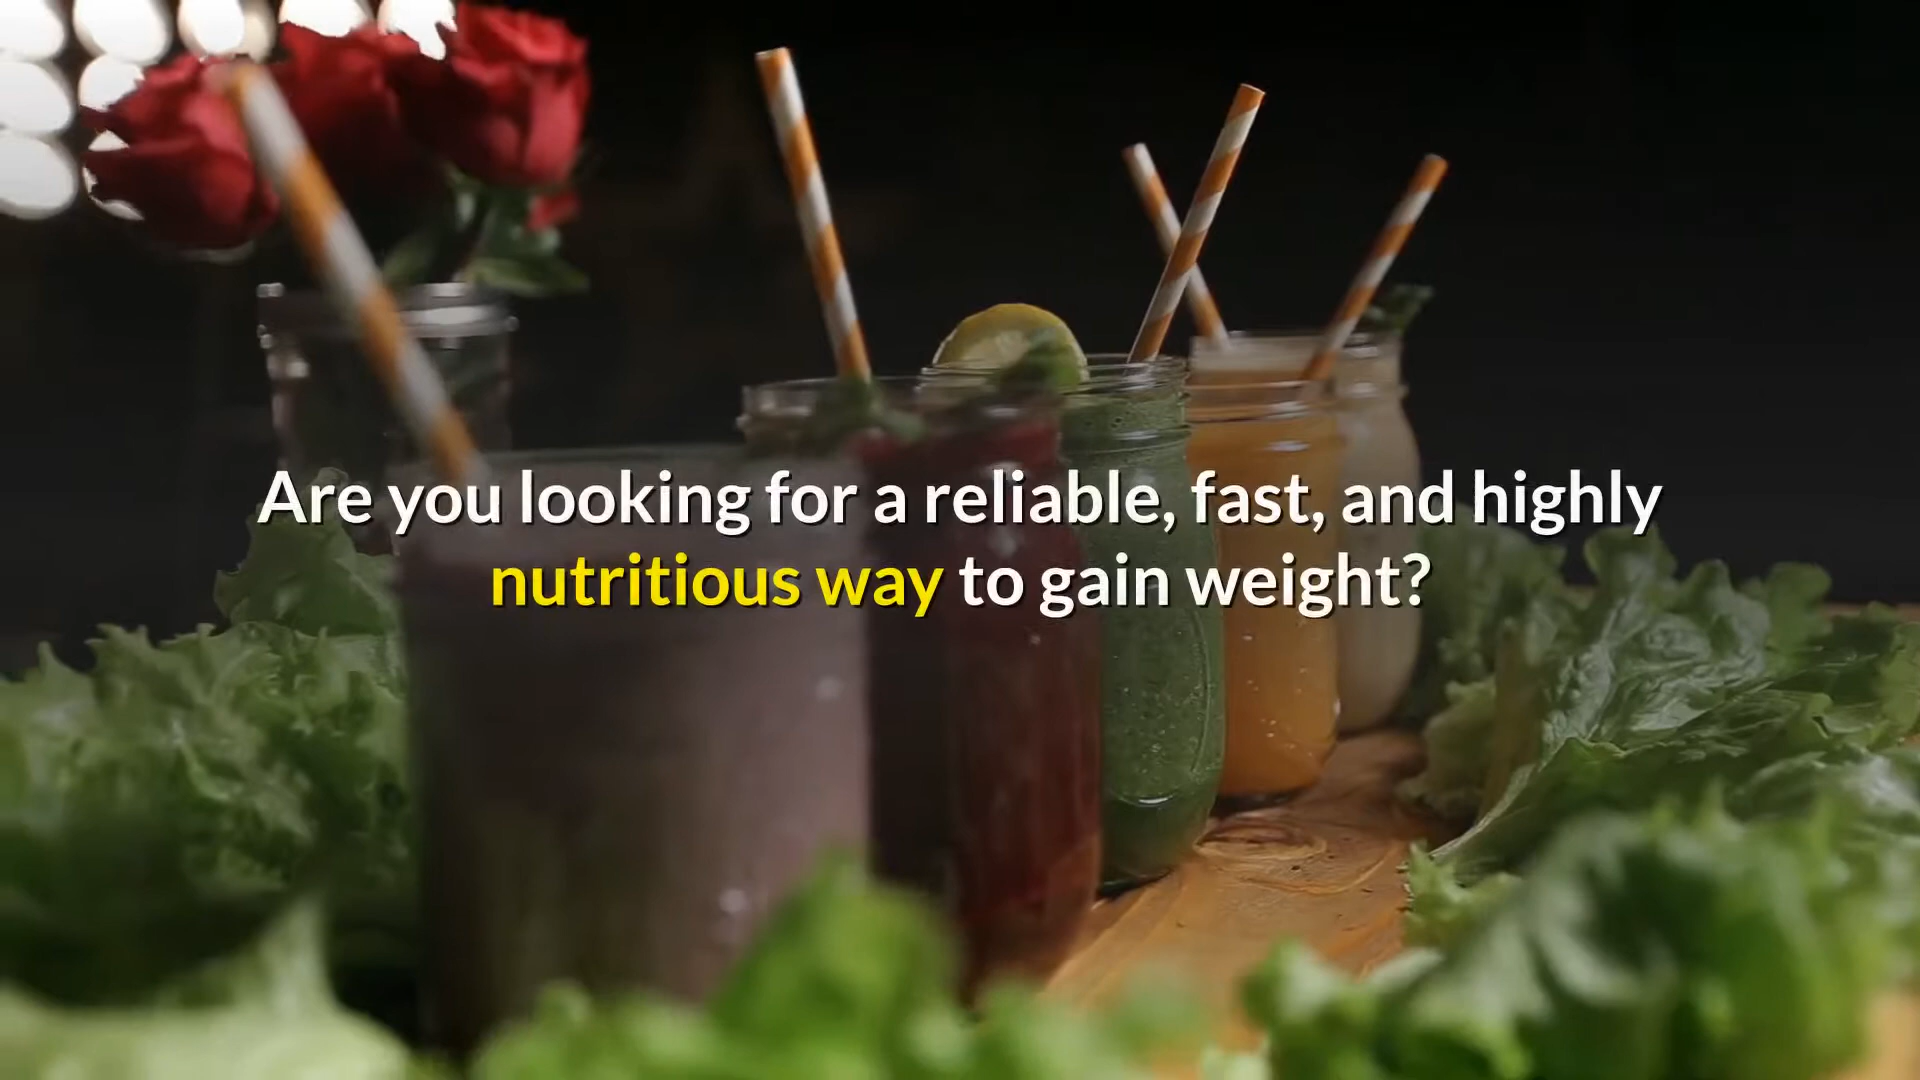 Are you looking for a reliable, fast, and highly
nutritious way to gain weight?